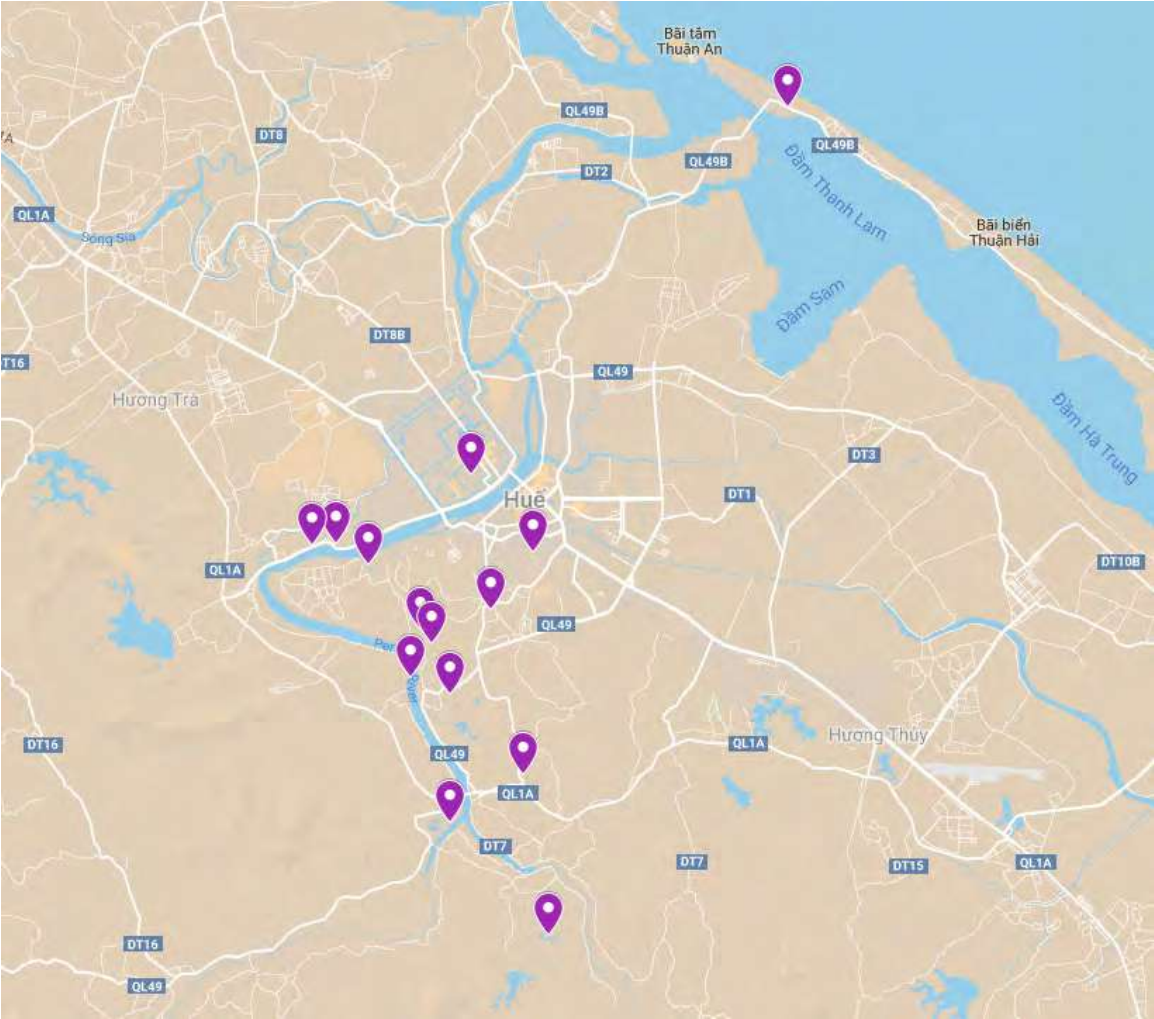 Bãi tắm
Thuận An
QL49B
DT8
QL49B
QL49B
DT2
Đầm Thanh Lam
QL1A
Sông Sia
Bãi biển
Thuận Hải
Đầm Sam
DT8B
QL49
Hương Trà
Đầm Hà Trung
DT3
Huế
DT1
QL1A
DT10B
QL49
River
DT16
QL49
QL1A
Hương Thủy
QL1A
DT7
DT7
DT15
QL1A
DT16
QL49